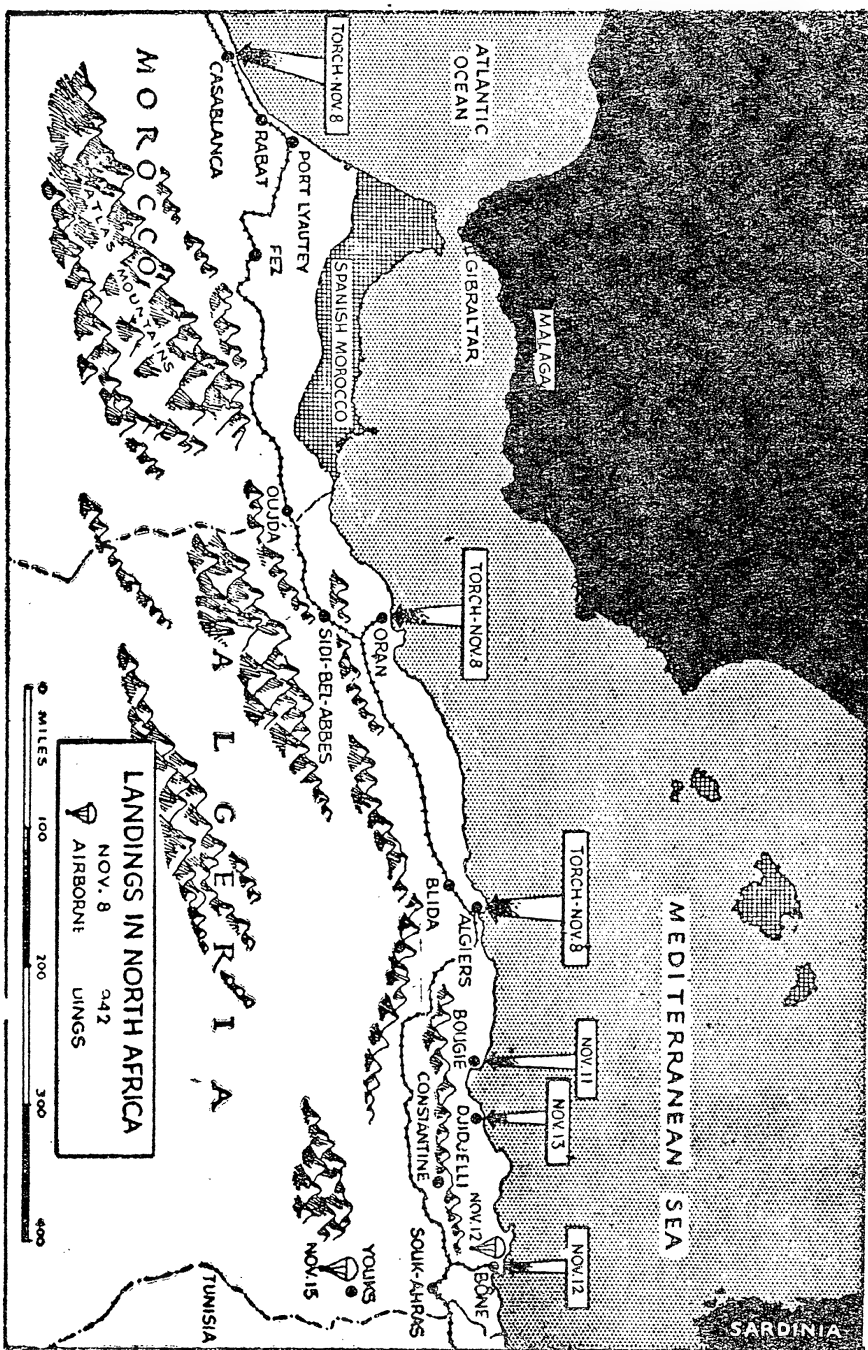 TORCH-NOV.8
ATLANTIC
OCEAN
CASABLANCA
RABAT
PORT LYAUTEY
MOROCCO
ATLAS MOUNTAINS
FEZ
SPANISH MOROCCO
GIBRALTAR
MALAGA
OUJDA
TORCH-NOV.8
ORAN
SIDI-BEL-ABBES
ALGERIA
TORCH-NOV.8
ALGIERS
BLIDA
MEDITERRANEAN SEA
NOV.11
BOUGIE
NOV.13
DJIDJELLI
CONSTANTINE
NOV.12
NOV.12
BÔNE
SOUK-AHRAS
YOUKS
NOV.15
TUNISIA
SARDINIA
0 MILES 100 200 300 400
LANDINGS IN NORTH AFRICA
NOV. 8 942
AIRBORNE DINGS